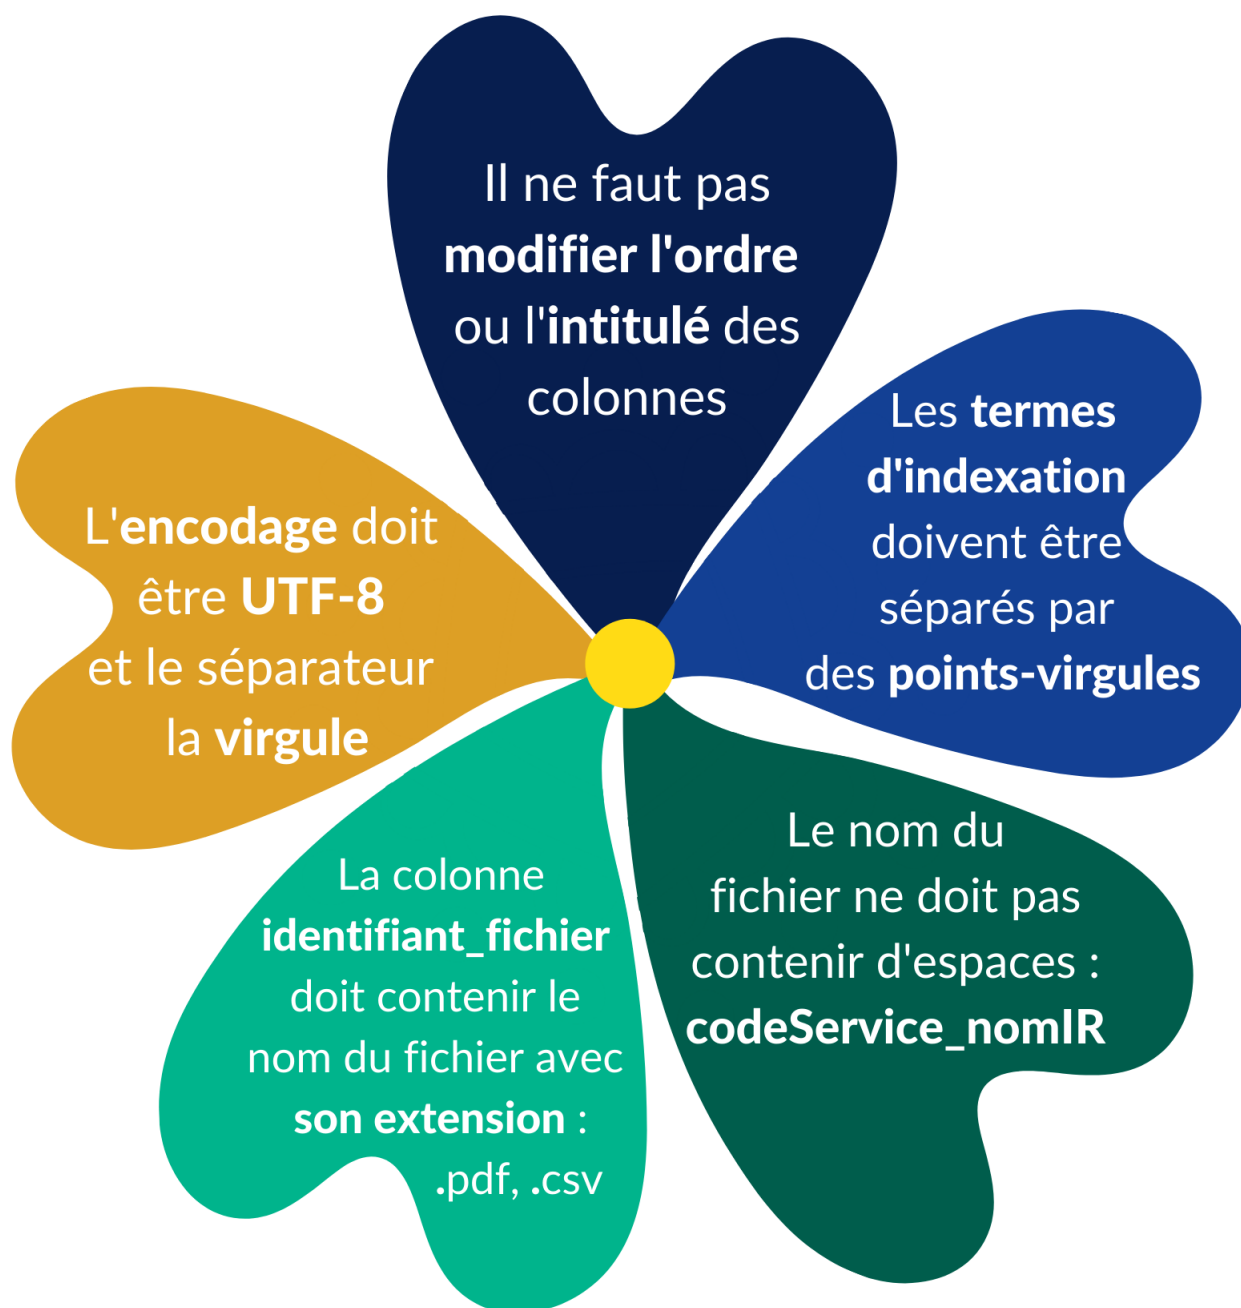 Il ne faut pas
modifier l'ordre
ou l'intitulé des
colonnes
Les termes
d'indexation
doivent être
séparés par
des points-virgules
Le nom du
fichier ne doit pas
contenir d'espaces :
codeService_nomIR
La colonne
identifiant_fichier
doit contenir le
nom du fichier avec
son extension :
.pdf, .csv
L'encodage doit
être UTF-8
et le séparateur
la virgule